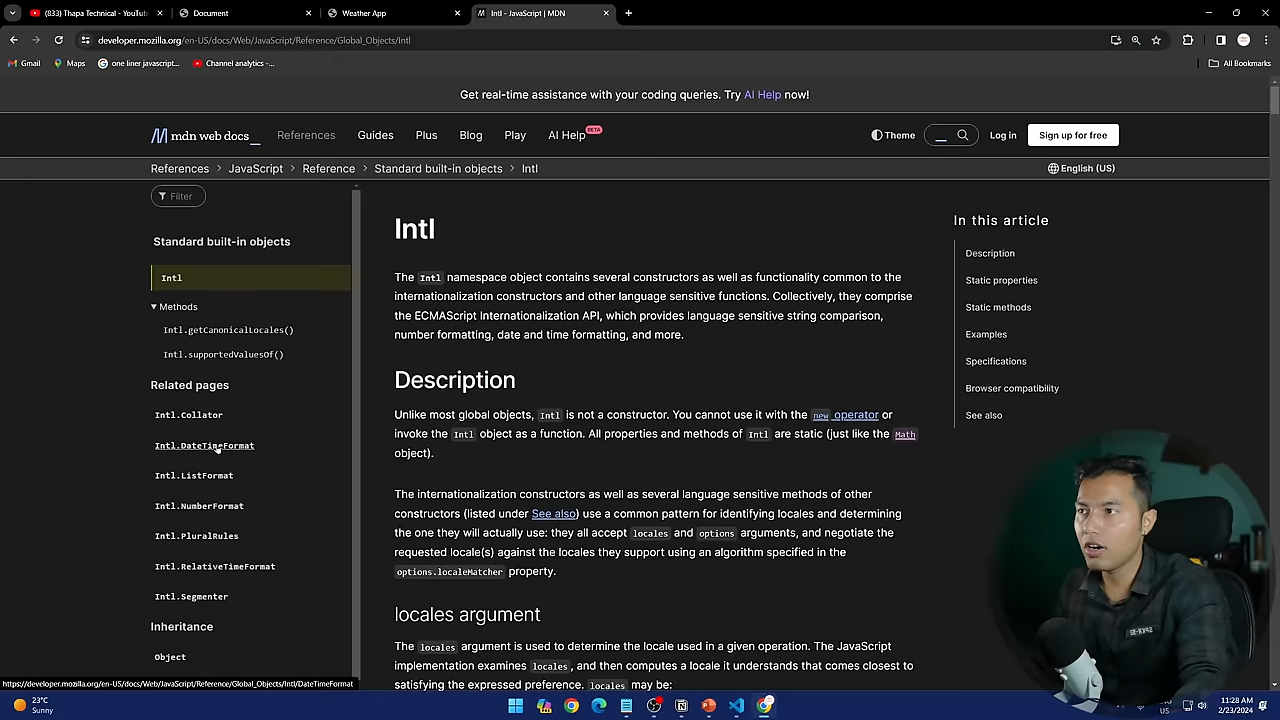 (833) Thapa Technical - YouTub
Document
Weather App
Intl - JavaScript | MDN
developer.mozilla.org/en-US/docs/Web/JavaScript/Reference/Global_Objects/Intl
Gmail
Maps
one liner javascript...
Channel analytics -...
All Bookmarks
Get real-time assistance with your coding queries. Try AI Help now!
mdn web docs_
References
Guides
Plus
Blog
Play
AI Help BETA
Theme
Log in
Sign up for free
References > JavaScript > Reference > Standard built-in objects > Intl
English (US)
Filter
Standard built-in objects
Intl
Methods
Intl.getCanonicalLocales()
Intl.supportedValuesOf()
Related pages
Intl.Collator
Intl.DateTimeFormat
Intl.ListFormat
Intl.NumberFormat
Intl.PluralRules
Intl.RelativeTimeFormat
Intl.Segmenter
Inheritance
Object
Intl
The Intl namespace object contains several constructors as well as functionality common to the
internationalization constructors and other language sensitive functions. Collectively, they comprise
the ECMAScript Internationalization API, which provides language sensitive string comparison,
number formatting, date and time formatting, and more.
Description
Unlike most global objects, Intl is not a constructor. You cannot use it with the new operator or
invoke the Intl object as a function. All properties and methods of Intl are static (just like the Math
object).
The internationalization constructors as well as several language sensitive methods of other
constructors (listed under See also) use a common pattern for identifying locales and determining
the one they will actually use: they all accept locales and options arguments, and negotiate the
requested locale(s) against the locales they support using an algorithm specified in the
options.localeMatcher property.
locales argument
The locales argument is used to determine the locale used in a given operation. The JavaScript
implementation examines locales, and then computes a locale it understands that comes closest to
satisfying the expressed preference. locales may be:
In this article
Description
Static properties
Static methods
Examples
Specifications
Browser compatibility
See also
https://developer.mozilla.org/en-US/docs/Web/JavaScript/Reference/Global_Objects/Intl/DateTimeFormat
23°C
Sunny
US
11:28 AM
2/23/2024